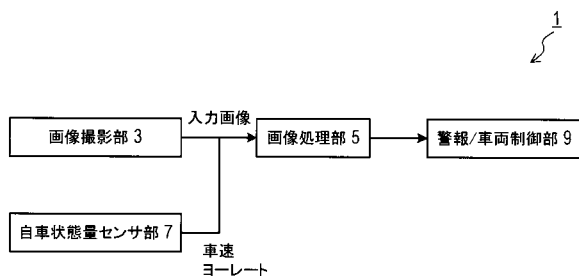 1
入力画像
画像撮影部 3
画像処理部 5
警報/車両制御部 9
自車状態量センサ部 7
車速
ヨーレート